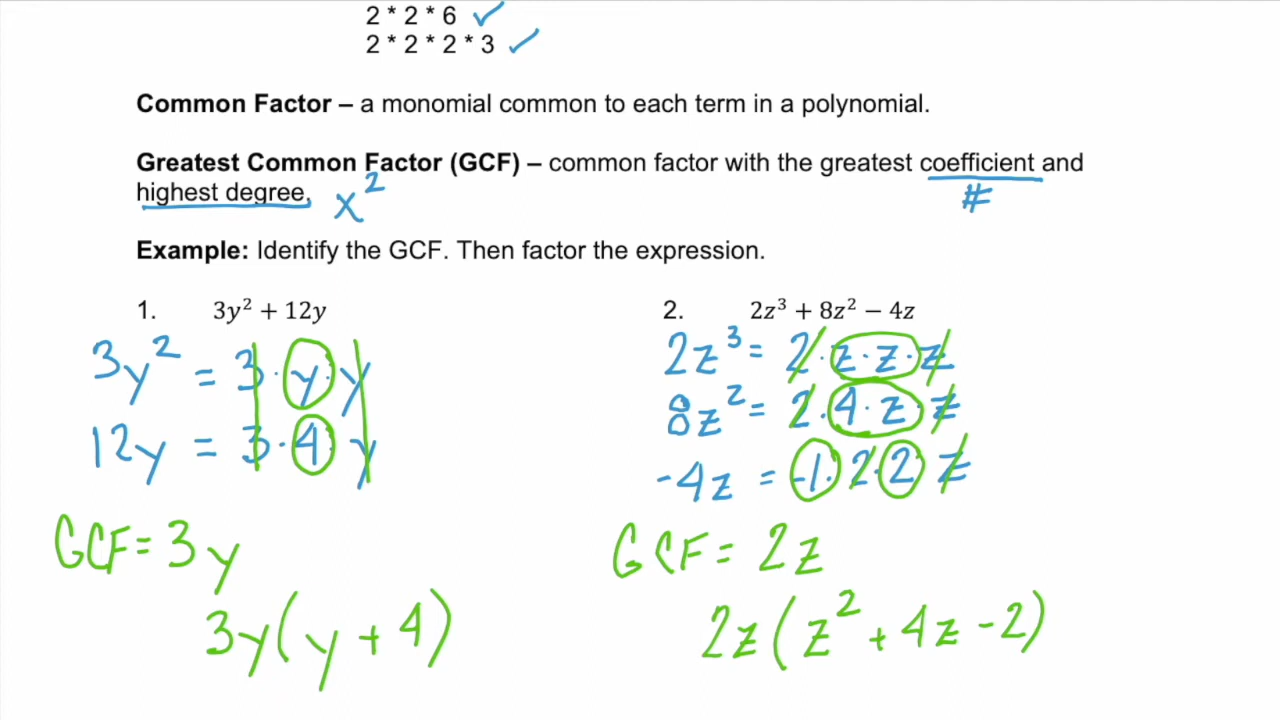 2 * 2 * 6 ✓
2 * 2 * 2 * 3 ✓
Common Factor – a monomial common to each term in a polynomial.
Greatest Common Factor (GCF) – common factor with the greatest coefficient and
highest degree. x² #
Example: Identify the GCF. Then factor the expression.
1. 3y² + 12y
3y² = 3 · y · y
12y = 3 · 4 y
GCF = 3y
3y(y + 4)
2. 2z³ + 8z² − 4z
2z³ = 2 · z · z · z
8z² = 2 · 4 · z · z
-4z = -1 · 2 · 2 z
GCF = 2z
2z(z² + 4z - 2)